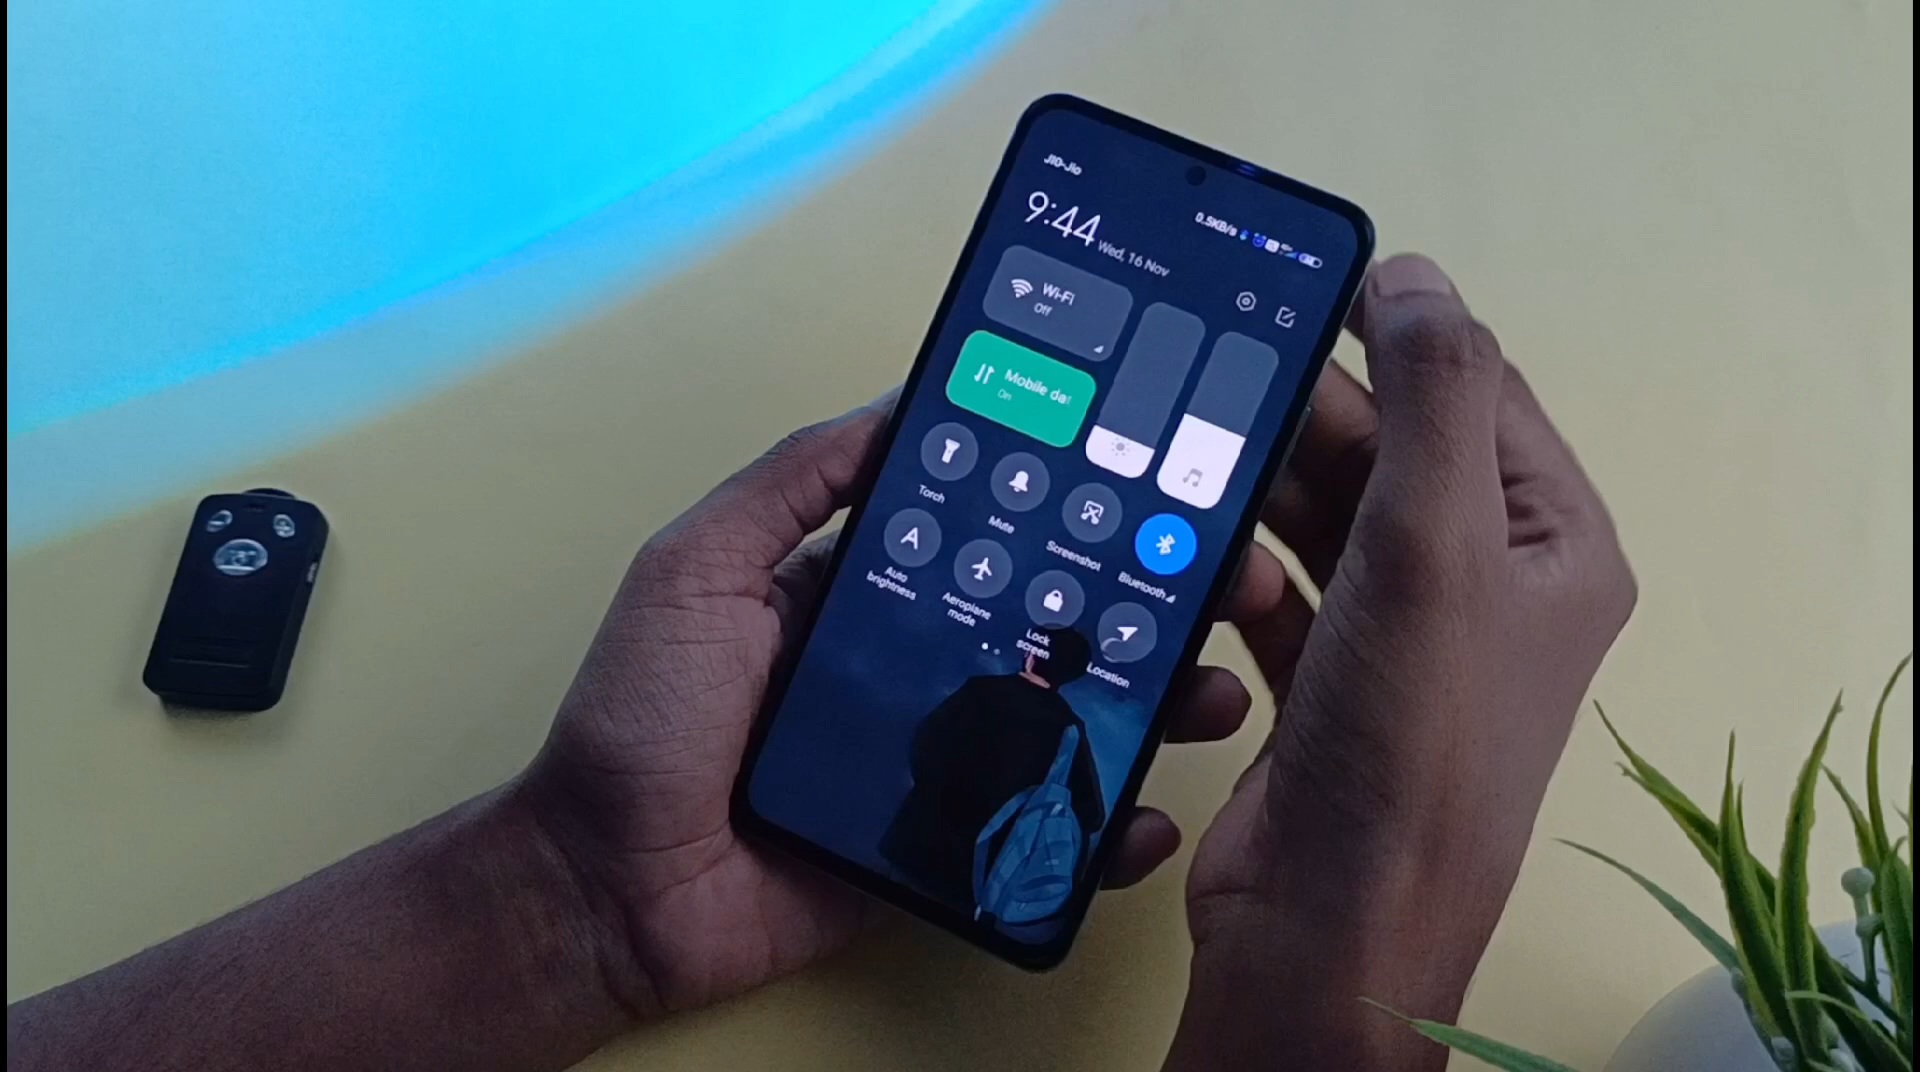 JIO-Jio
0.5KB/s
9:44 Wed, 16 Nov
Wi-Fi
Off
Mobile dat
On
Torch
Mute
Screenshot
Bluetooth
A
Auto
brightness
Aeroplane
mode
Lock
screen
Location